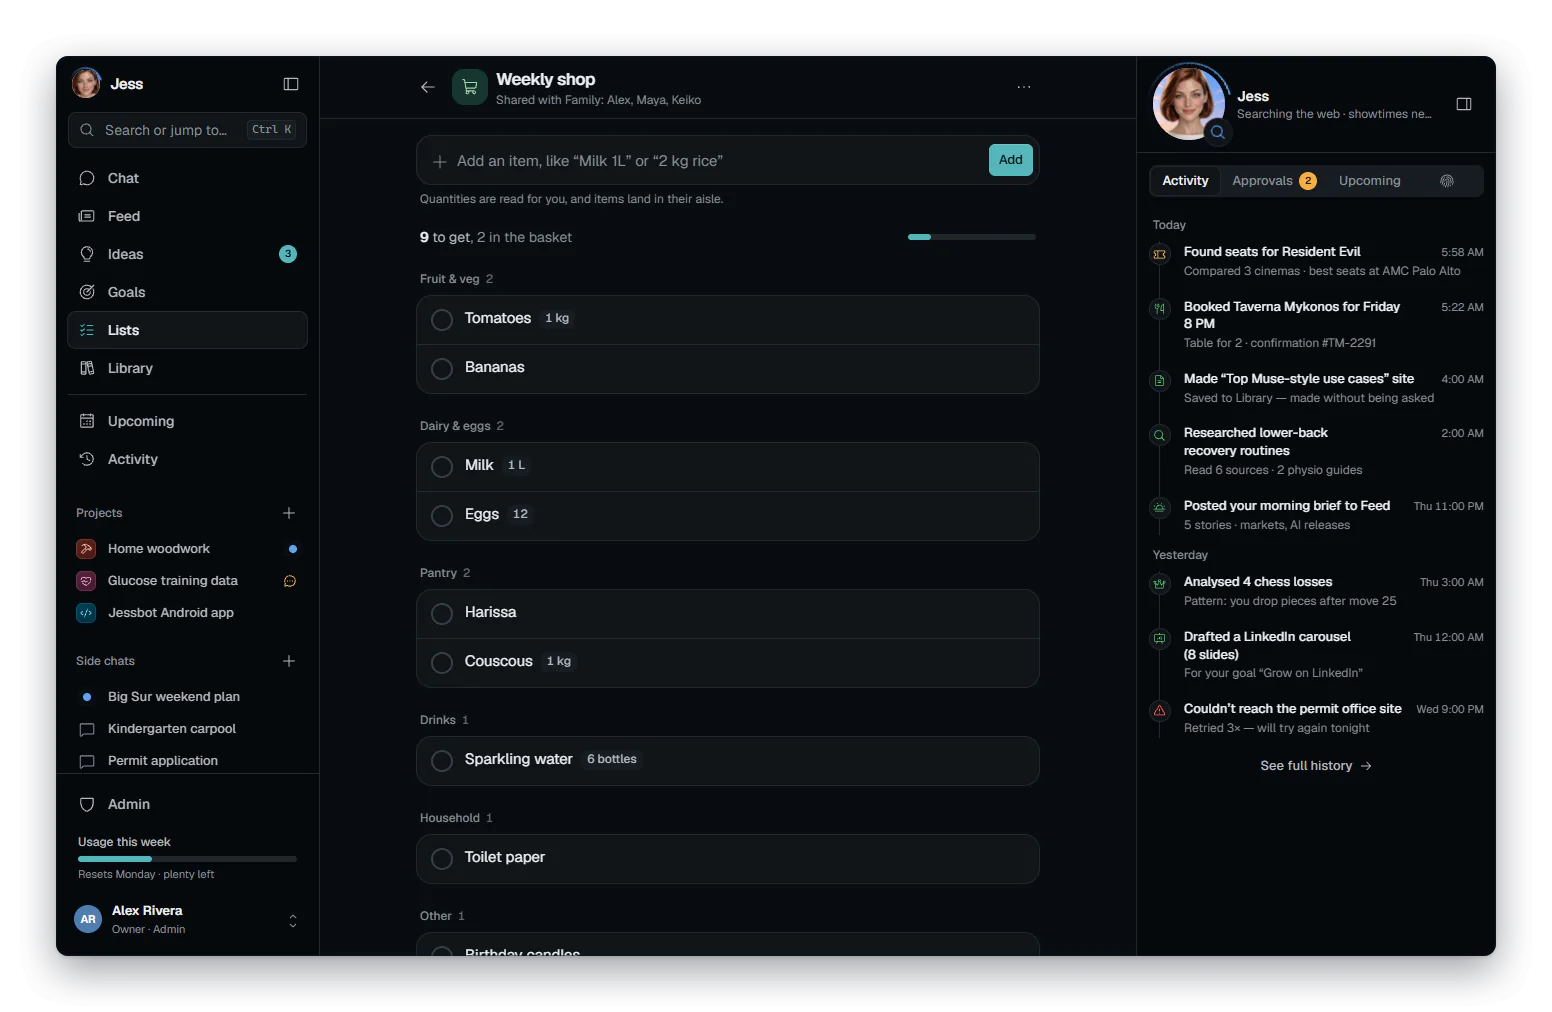 Jess
Search or jump to...
Ctrl K
Chat
Feed
Ideas
3
Goals
Lists
Library
Upcoming
Activity
Projects
Home woodwork
Glucose training data
Jessbot Android app
Side chats
Big Sur weekend plan
Kindergarten carpool
Permit application
Admin
Usage this week
Resets Monday · plenty left
AR
Alex Rivera
Owner · Admin
Weekly shop
Shared with Family: Alex, Maya, Keiko
Add an item, like “Milk 1L” or “2 kg rice”
Add
Quantities are read for you, and items land in their aisle.
9 to get, 2 in the basket
Fruit & veg 2
Tomatoes 1 kg
Bananas
Dairy & eggs 2
Milk 1 L
Eggs 12
Pantry 2
Harissa
Couscous 1 kg
Drinks 1
Sparkling water 6 bottles
Household 1
Toilet paper
Other 1
Birthday candles
Jess
Searching the web · showtimes ne...
Activity
Approvals 2
Upcoming
Today
Found seats for Resident Evil 5:58 AM
Compared 3 cinemas · best seats at AMC Palo Alto
Booked Taverna Mykonos for Friday 5:22 AM
8 PM
Table for 2 · confirmation #TM-2291
Made “Top Muse-style use cases” site 4:00 AM
Saved to Library — made without being asked
Researched lower-back 2:00 AM
recovery routines
Read 6 sources · 2 physio guides
Posted your morning brief to Feed Thu 11:00 PM
5 stories · markets, AI releases
Yesterday
Analysed 4 chess losses Thu 3:00 AM
Pattern: you drop pieces after move 25
Drafted a LinkedIn carousel Thu 12:00 AM
(8 slides)
For your goal “Grow on LinkedIn”
Couldn’t reach the permit office site Wed 9:00 PM
Retried 3× — will try again tonight
See full history →